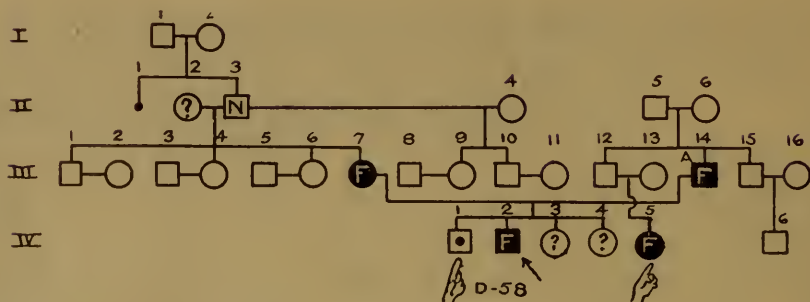 I 1 2
1 2 3 4 5 6
II ? N
1 2 3 4 5 6 7 8 9 10 11 12 13 14 15 16
III F A F
1 2 3 4 5 6
IV F ? ? F
D-58